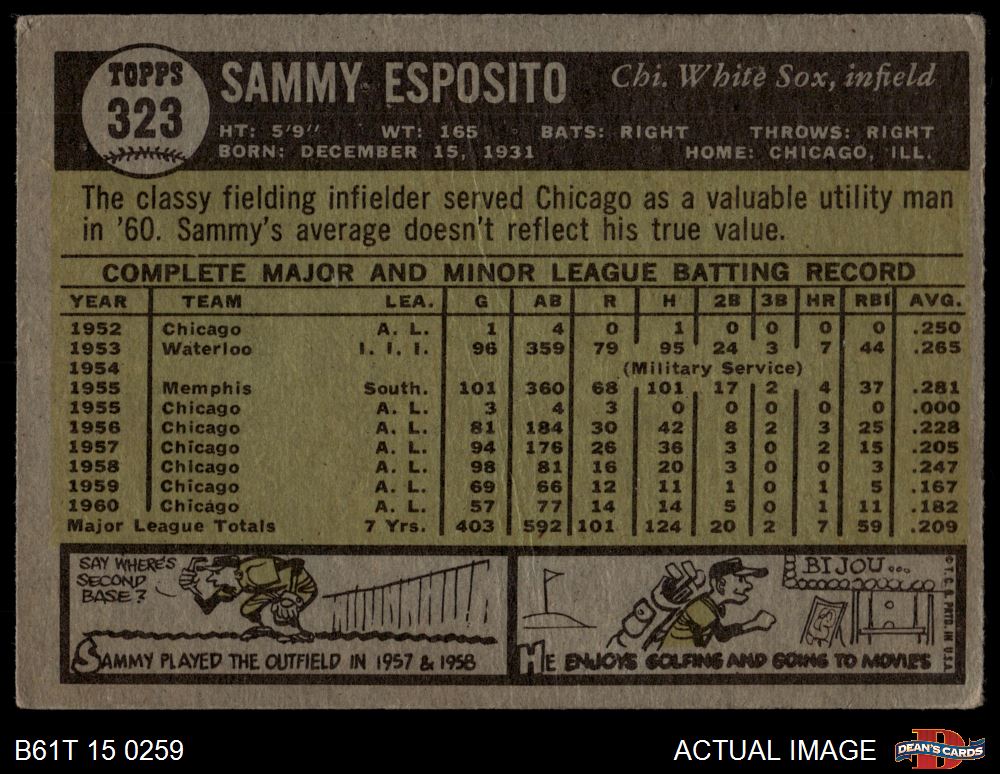 TOPPS
323
SAMMY ESPOSITO
Chi. White Sox, infield
HT: 5'9" WT: 165 BATS: RIGHT THROWS: RIGHT
BORN: DECEMBER 15, 1931 HOME: CHICAGO, ILL.
The classy fielding infielder served Chicago as a valuable utility man
in '60. Sammy's average doesn't reflect his true value.
COMPLETE MAJOR AND MINOR LEAGUE BATTING RECORD
YEAR TEAM LEA. G AB R H 2B 3B HR RBI AVG.
1952 Chicago A. L. 1 4 0 1 0 0 0 0 .250
1953 Waterloo I. I. I. 96 359 79 95 24 3 7 44 .265
1954 (Military Service)
1955 Memphis South. 101 360 68 101 17 2 4 37 .281
1955 Chicago A. L. 3 4 3 0 0 0 0 0 .000
1956 Chicago A. L. 81 184 30 42 8 2 3 25 .228
1957 Chicago A. L. 94 176 26 36 3 0 2 15 .205
1958 Chicago A. L. 98 81 16 20 3 0 0 3 .247
1959 Chicago A. L. 69 66 12 11 1 0 1 5 .167
1960 Chicago A. L. 57 77 14 14 5 0 1 11 .182
Major League Totals 7 Yrs. 403 592 101 124 20 2 7 59 .209
SAY WHERE'S
SECOND
BASE?
SAMMY PLAYED THE OUTFIELD IN 1957 & 1958
BIJOU...
HE ENJOYS GOLFING AND GOING TO MOVIES
© T. C. G. PRTD. IN U.S.A.
B61T 15 0259
ACTUAL IMAGE
DEAN'S CARDS